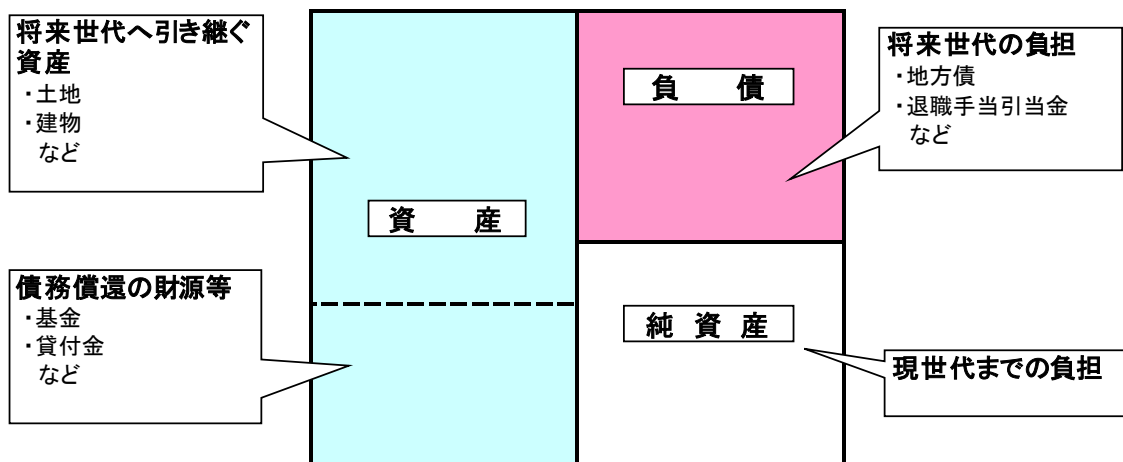 将来世代へ引き継ぐ
資産
・土地
・建物
など
債務償還の財源等
・基金
・貸付金
など
資　産
負　債
純 資 産
将来世代の負担
・地方債
・退職手当引当金
など
現世代までの負担